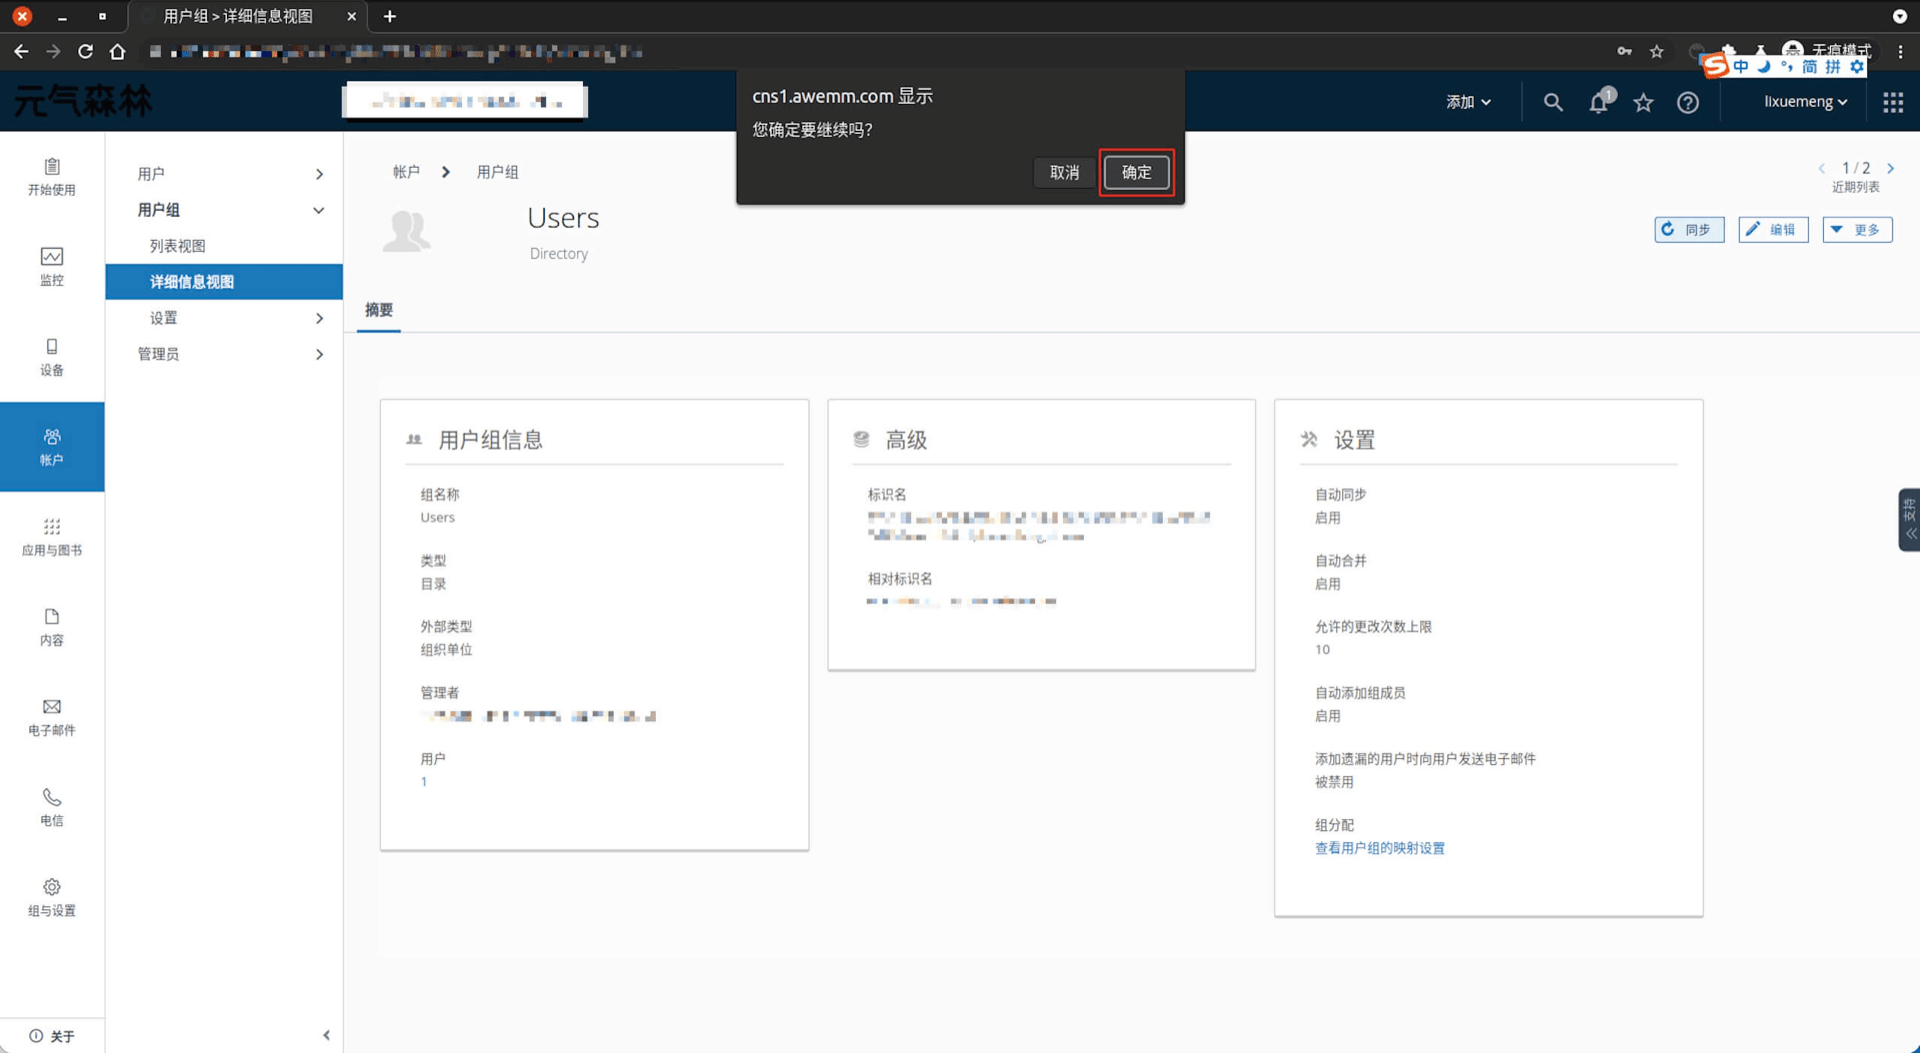 用户组 > 详细信息视图
无痕模式
中 简 拼
元气森林
cns1.awemm.com 显示
您确定要继续吗?
取消
确定
添加
1
lixuemeng
开始使用
监控
设备
帐户
应用与图书
内容
电子邮件
电信
组与设置
关于
用户
用户组
列表视图
详细信息视图
设置
管理员
帐户
用户组
1 / 2
近期列表
Users
Directory
同步
编辑
更多
摘要
用户组信息
组名称
Users
类型
目录
外部类型
组织单位
管理者
用户
1
高级
标识名
相对标识名
设置
自动同步
启用
自动合并
启用
允许的更改次数上限
10
自动添加组成员
启用
添加遗漏的用户时向用户发送电子邮件
被禁用
组分配
查看用户组的映射设置
支持